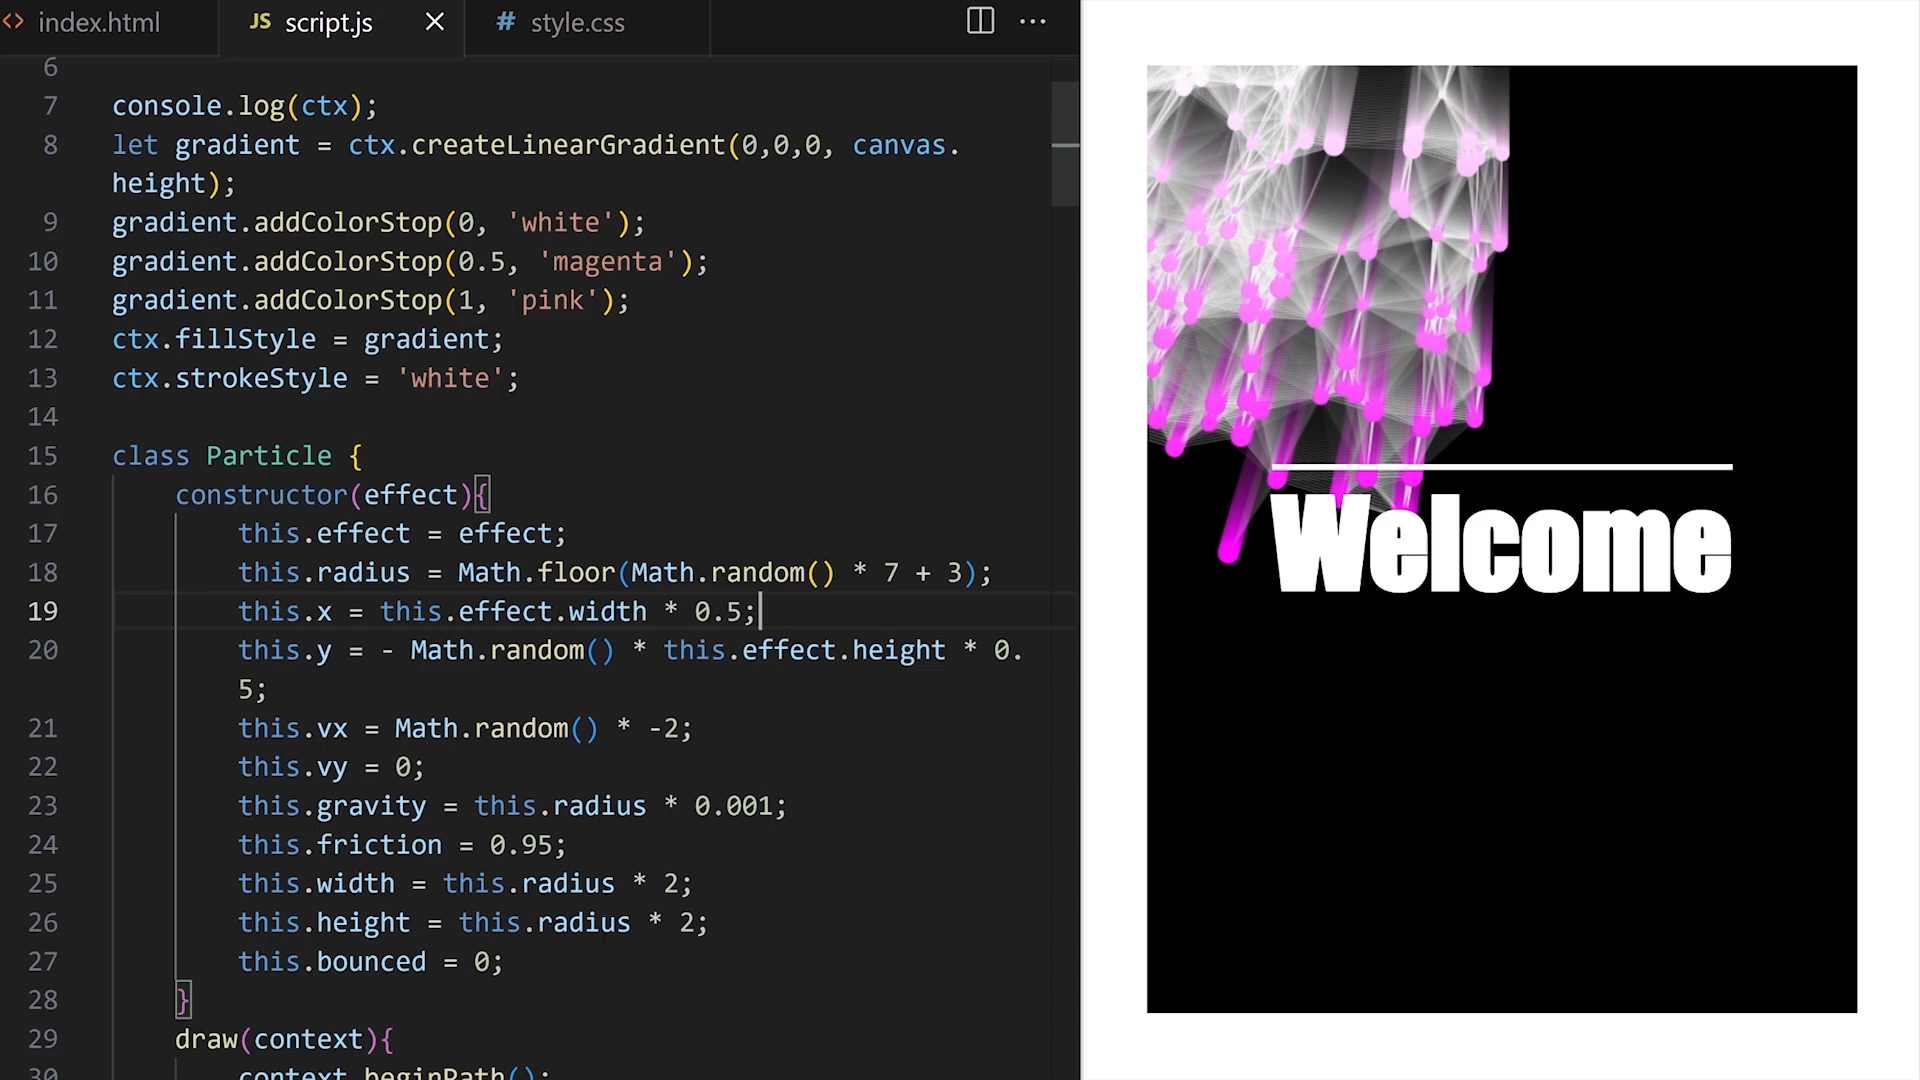 index.html
JS script.js
# style.css
6
7 console.log(ctx);
8 let gradient = ctx.createLinearGradient(0,0,0, canvas.
height);
9 gradient.addColorStop(0, 'white');
10 gradient.addColorStop(0.5, 'magenta');
11 gradient.addColorStop(1, 'pink');
12 ctx.fillStyle = gradient;
13 ctx.strokeStyle = 'white';
14
15 class Particle {
16 constructor(effect){
17 this.effect = effect;
18 this.radius = Math.floor(Math.random() * 7 + 3);
19 this.x = this.effect.width * 0.5;
20 this.y = - Math.random() * this.effect.height * 0.
5;
21 this.vx = Math.random() * -2;
22 this.vy = 0;
23 this.gravity = this.radius * 0.001;
24 this.friction = 0.95;
25 this.width = this.radius * 2;
26 this.height = this.radius * 2;
27 this.bounced = 0;
28 }
29 draw(context){
30 context.beginPath();
Welcome